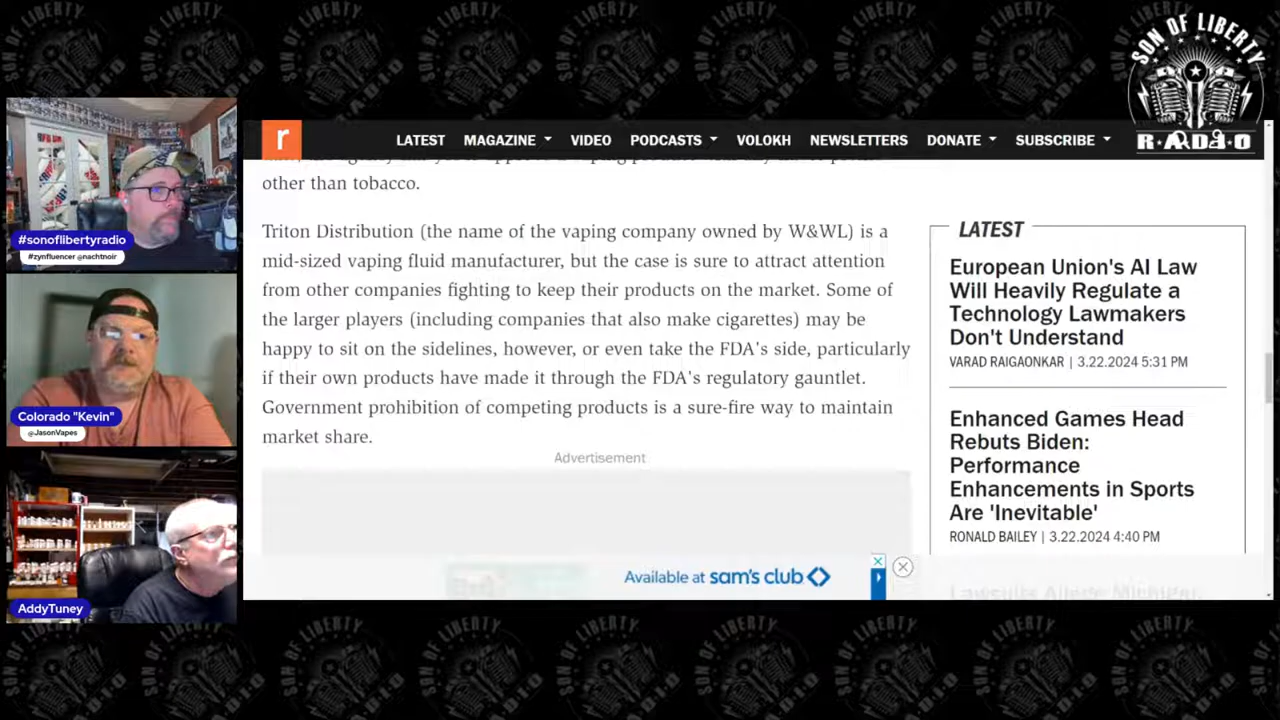 SON OF LIBERTY
RADIO
r
LATEST MAGAZINE VIDEO PODCASTS VOLOKH NEWSLETTERS DONATE SUBSCRIBE
other than tobacco.
Triton Distribution (the name of the vaping company owned by W&WL) is a
mid-sized vaping fluid manufacturer, but the case is sure to attract attention
from other companies fighting to keep their products on the market. Some of
the larger players (including companies that also make cigarettes) may be
happy to sit on the sidelines, however, or even take the FDA's side, particularly
if their own products have made it through the FDA's regulatory gauntlet.
Government prohibition of competing products is a sure-fire way to maintain
market share.
Advertisement
Available at sam's club
LATEST
European Union's AI Law
Will Heavily Regulate a
Technology Lawmakers
Don't Understand
VARAD RAIGAONKAR | 3.22.2024 5:31 PM
Enhanced Games Head
Rebuts Biden:
Performance
Enhancements in Sports
Are 'Inevitable'
RONALD BAILEY | 3.22.2024 4:40 PM
#sonoflibertyradio
#zynfluencer @nachtnoir
Colorado "Kevin"
@JasonVapes
AddyTuney